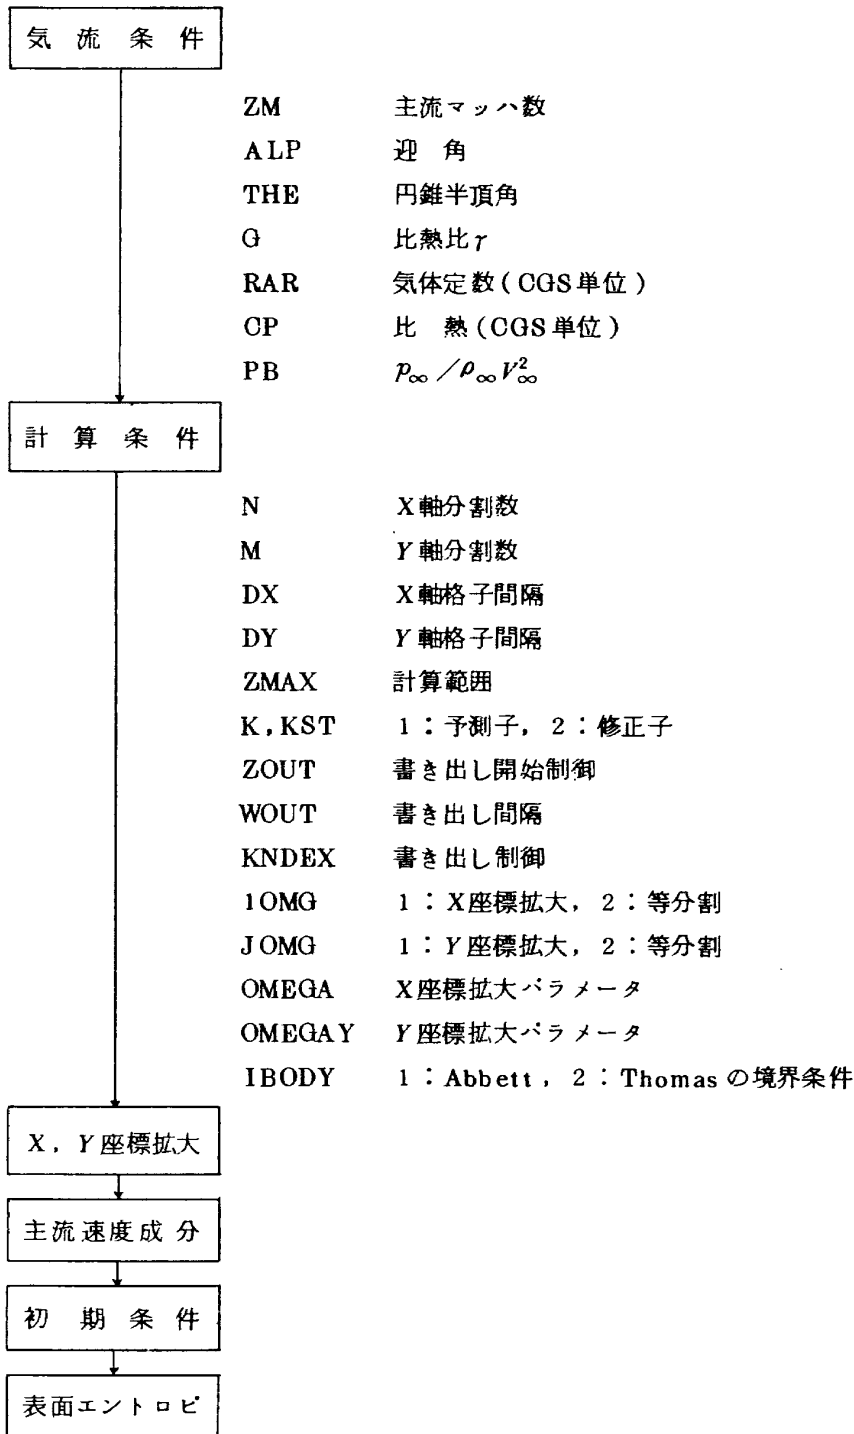 気流条件
ZM 主流マッハ数
ALP 迎角
THE 円錐半頂角
G 比熱比γ
RAR 気体定数(CGS単位)
CP 比熱(CGS単位)
PB p∞/ρ∞V²∞
計算条件
N X軸分割数
M Y軸分割数
DX X軸格子間隔
DY Y軸格子間隔
ZMAX 計算範囲
K,KST 1:予測子,2:修正子
ZOUT 書き出し開始制御
WOUT 書き出し間隔
KNDEX 書き出し制御
1OMG 1:X座標拡大,2:等分割
JOMG 1:Y座標拡大,2:等分割
OMEGA X座標拡大パラメータ
OMEGAY Y座標拡大パラメータ
IBODY 1:Abbett,2:Thomasの境界条件
X,Y座標拡大
主流速度成分
初期条件
表面エントロピ